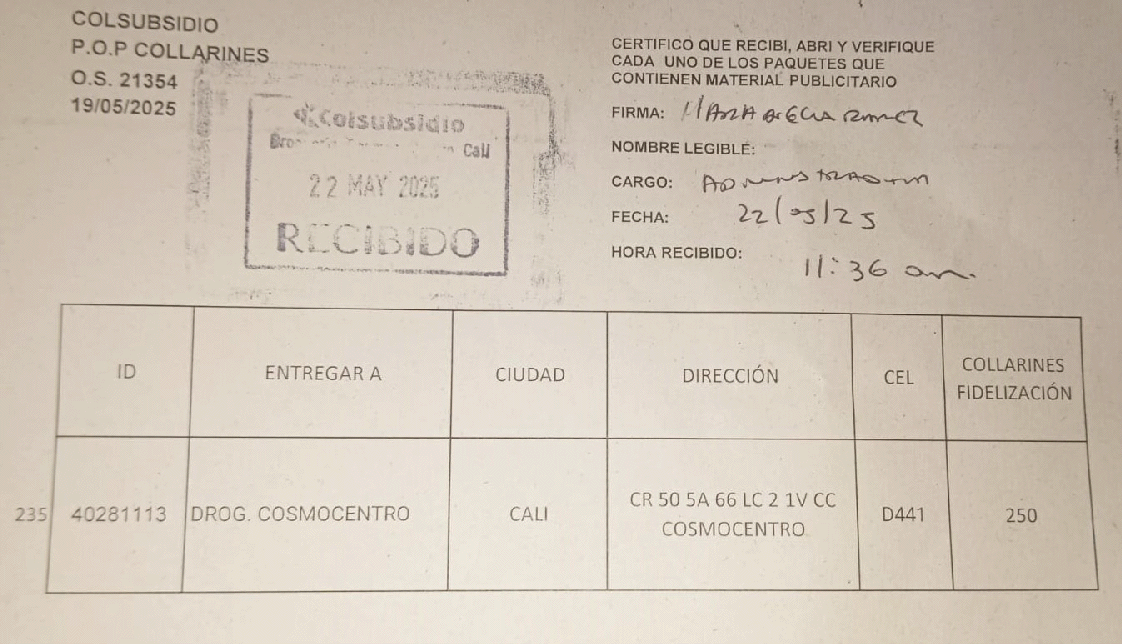 COLSUBSIDIO
P.O.P COLLARINES
O.S. 21354
19/05/2025
Colsubsidio
Cali
22 MAY 2025
RECIBIDO
CERTIFICO QUE RECIBI, ABRI Y VERIFIQUE
CADA UNO DE LOS PAQUETES QUE
CONTIENEN MATERIAL PUBLICITARIO
FIRMA:
NOMBRE LEGIBLE:
CARGO:
FECHA: 22/05/25
HORA RECIBIDO: 11:36 am.
ID ENTREGAR A CIUDAD DIRECCIÓN CEL COLLARINES FIDELIZACIÓN
235 40281113 DROG. COSMOCENTRO CALI CR 50 5A 66 LC 2 1V CC COSMOCENTRO D441 250